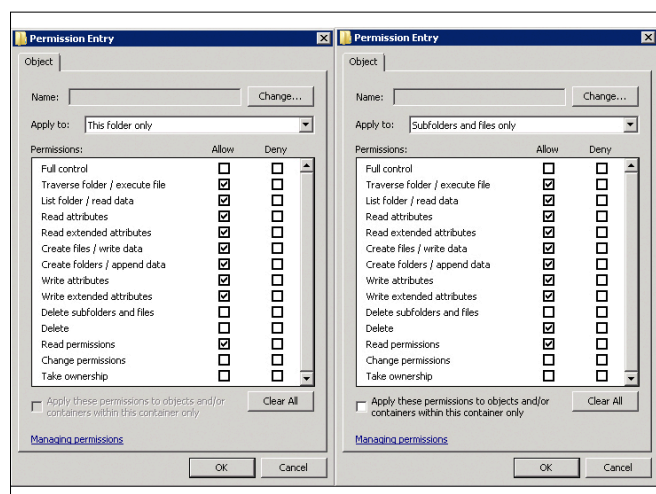 Permission Entry
Object
Name:
Change...
Apply to: This folder only
Permissions: Allow Deny
Full control
Traverse folder / execute file
List folder / read data
Read attributes
Read extended attributes
Create files / write data
Create folders / append data
Write attributes
Write extended attributes
Delete subfolders and files
Delete
Read permissions
Change permissions
Take ownership
Apply these permissions to objects and/or
containers within this container only
Clear All
Managing permissions
OK Cancel
Permission Entry
Object
Name:
Change...
Apply to: Subfolders and files only
Permissions: Allow Deny
Full control
Traverse folder / execute file
List folder / read data
Read attributes
Read extended attributes
Create files / write data
Create folders / append data
Write attributes
Write extended attributes
Delete subfolders and files
Delete
Read permissions
Change permissions
Take ownership
Apply these permissions to objects and/or
containers within this container only
Clear All
Managing permissions
OK Cancel